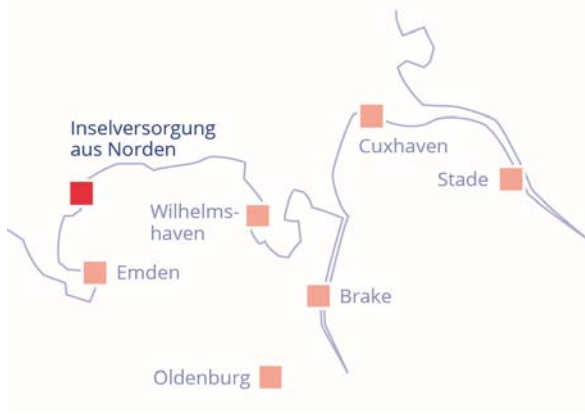 Inselversorgung
aus Norden
Cuxhaven
Stade
Wilhelms-
haven
Emden
Brake
Oldenburg